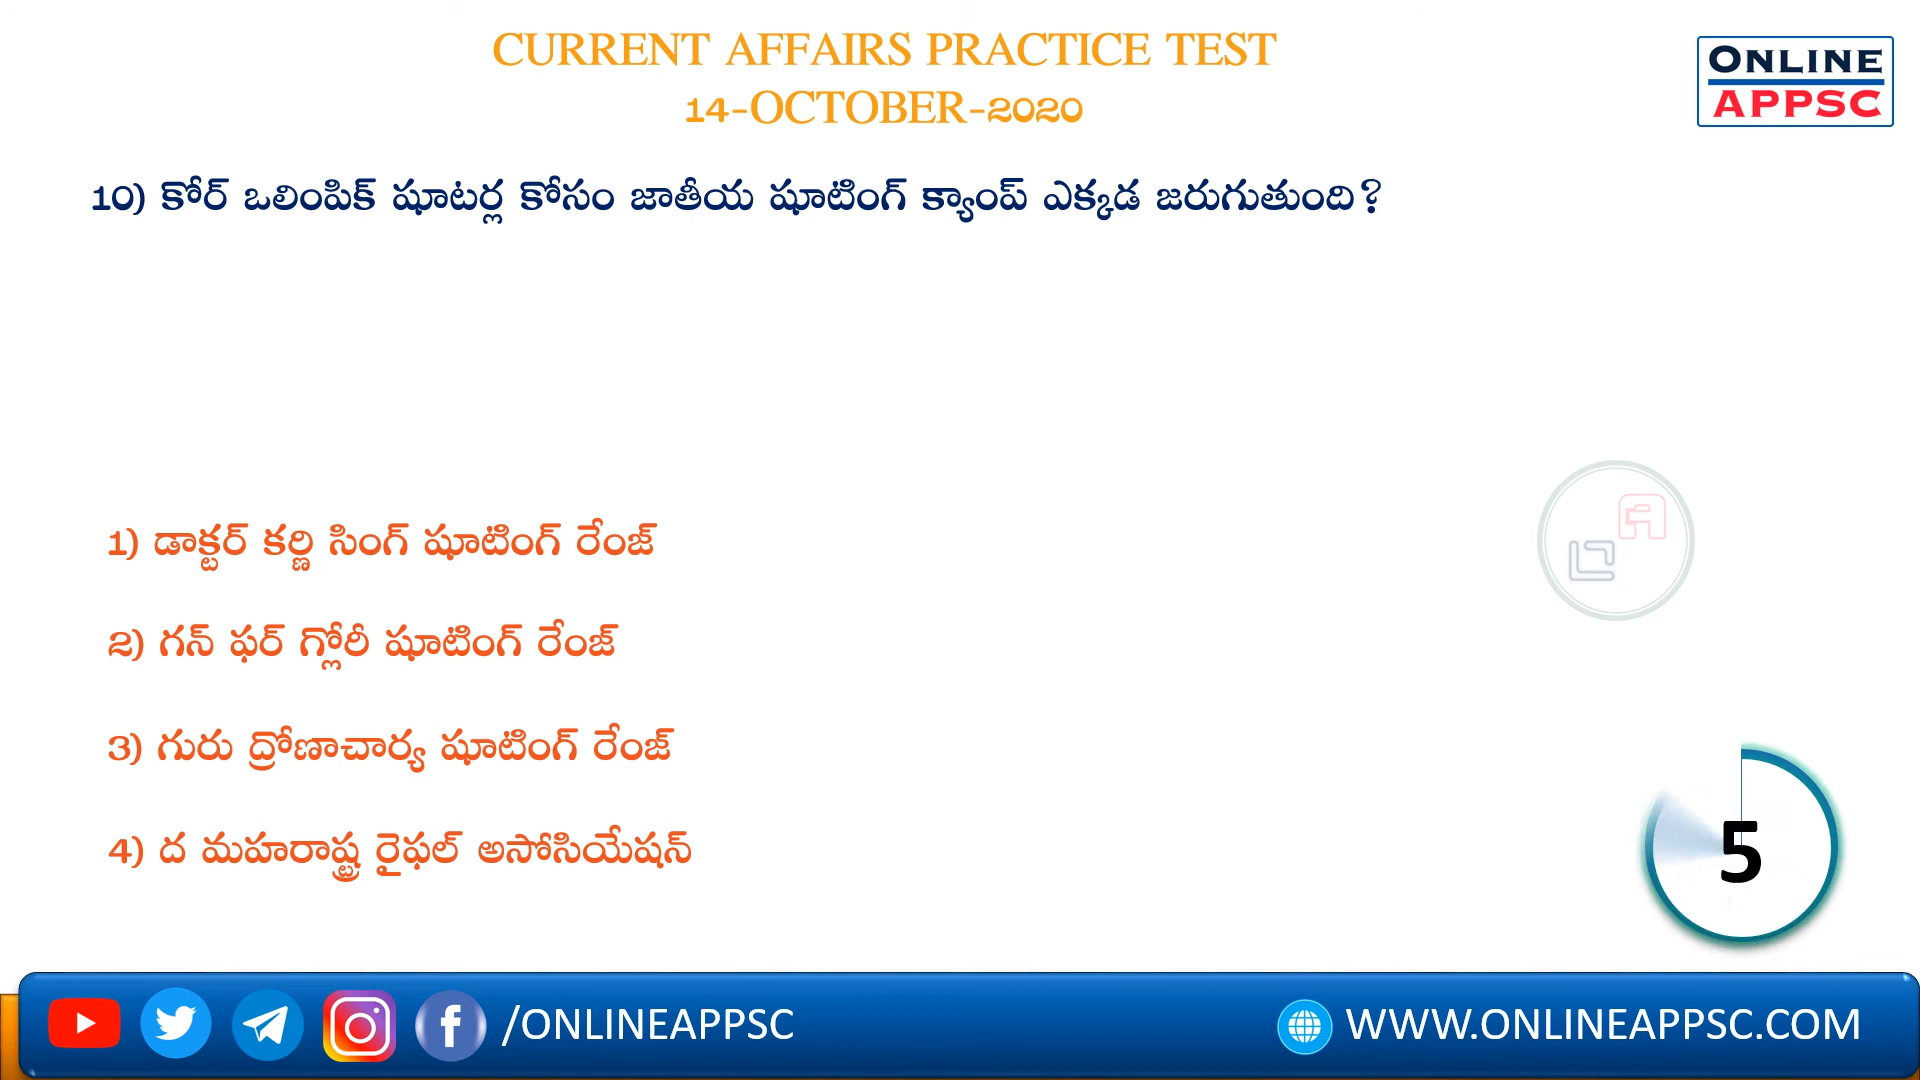 CURRENT AFFAIRS PRACTICE TEST
14-OCTOBER-2020
ONLINE
APPSC
10) కోర్ ఒలింపిక్ షూటర్ల కోసం జాతీయ షూటింగ్ క్యాంప్ ఎక్కడ జరుగుతుంది?
1) డాక్టర్ కర్ణి సింగ్ షూటింగ్ రేంజ్
2) గన్ ఫర్ గ్లోరీ షూటింగ్ రేంజ్
3) గురు ద్రోణాచార్య షూటింగ్ రేంజ్
4) ద మహరాష్ట్ర రైఫల్ అసోసియేషన్
5
/ONLINEAPPSC
WWW.ONLINEAPPSC.COM